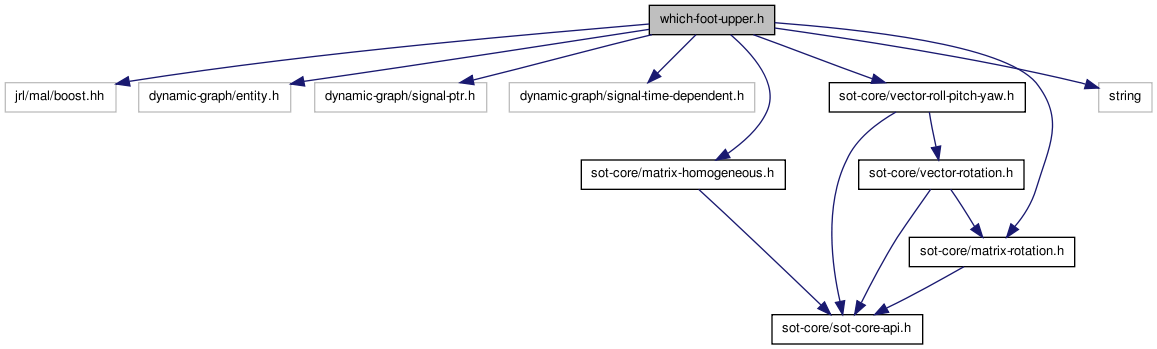 which-foot-upper.h
jrl/mal/boost.hh
dynamic-graph/entity.h
dynamic-graph/signal-ptr.h
dynamic-graph/signal-time-dependent.h
sot-core/vector-roll-pitch-yaw.h
string
sot-core/matrix-homogeneous.h
sot-core/vector-rotation.h
sot-core/matrix-rotation.h
sot-core/sot-core-api.h